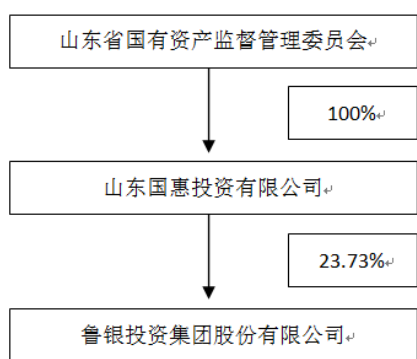 山东省国有资产监督管理委员会
100%
山东国惠投资有限公司
23.73%
鲁银投资集团股份有限公司